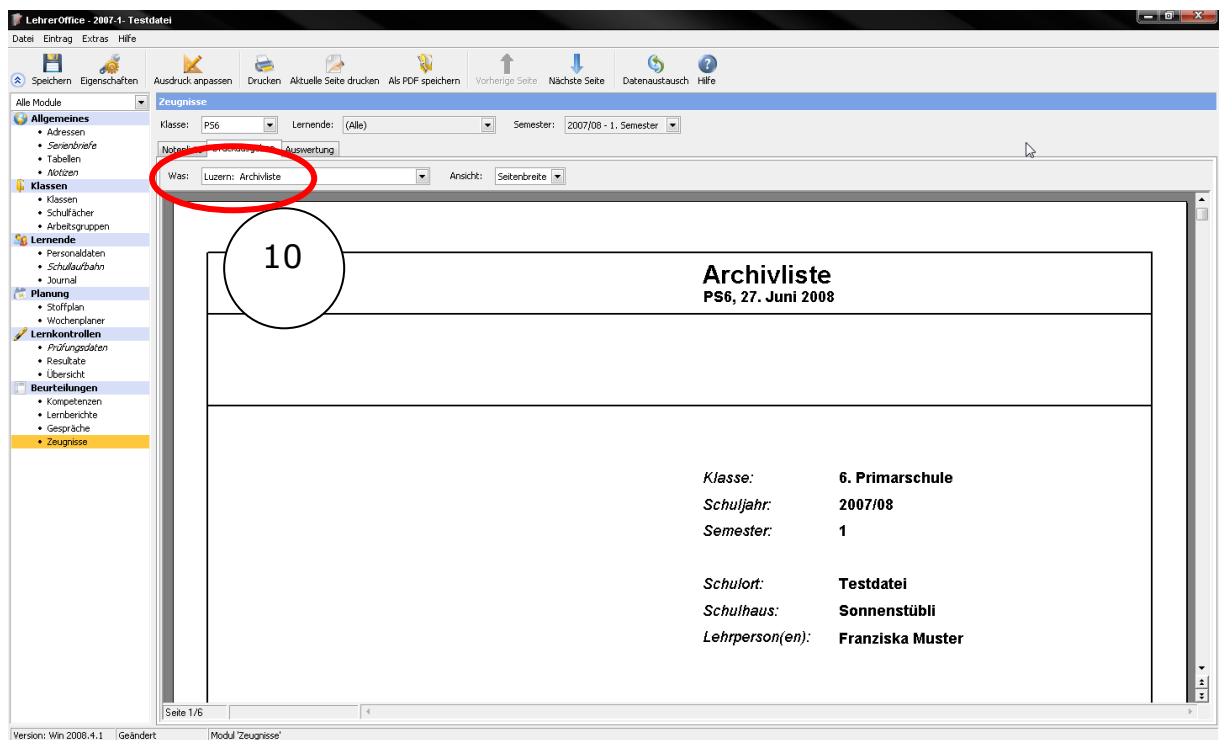 LehrerOffice - 2007-1- Testdatei
Datei Eintrag Extras Hilfe
Speichern Eigenschaften Ausdruck anpassen Drucken Aktuelle Seite drucken Als PDF speichern Vorherige Seite Nächste Seite Datenaustausch Hilfe
Alle Module
Allgemeines
• Adressen
• Serienbriefe
• Tabellen
• Notizen
Klassen
• Klassen
• Schulfächer
• Arbeitsgruppen
Lernende
• Personaldaten
• Schullaufbahn
• Journal
Planung
• Stoffplan
• Wochenplaner
Lernkontrollen
• Prüfungsdaten
• Resultate
• Übersicht
Beurteilungen
• Kompetenzen
• Lernberichte
• Gespräche
• Zeugnisse
Zeugnisse
Klasse: PS6 Lernende: (Alle) Semester: 2007/08 - 1. Semester
Auswertung
Was: Luzern: Archivliste Ansicht: Seitenbreite
10
Archivliste
PS6, 27. Juni 2008
Klasse: 6. Primarschule
Schuljahr: 2007/08
Semester: 1
Schulort: Testdatei
Schulhaus: Sonnenstübli
Lehrperson(en): Franziska Muster
Seite 1/6
Version: Win 2008.4.1 Geändert Modul 'Zeugnisse'